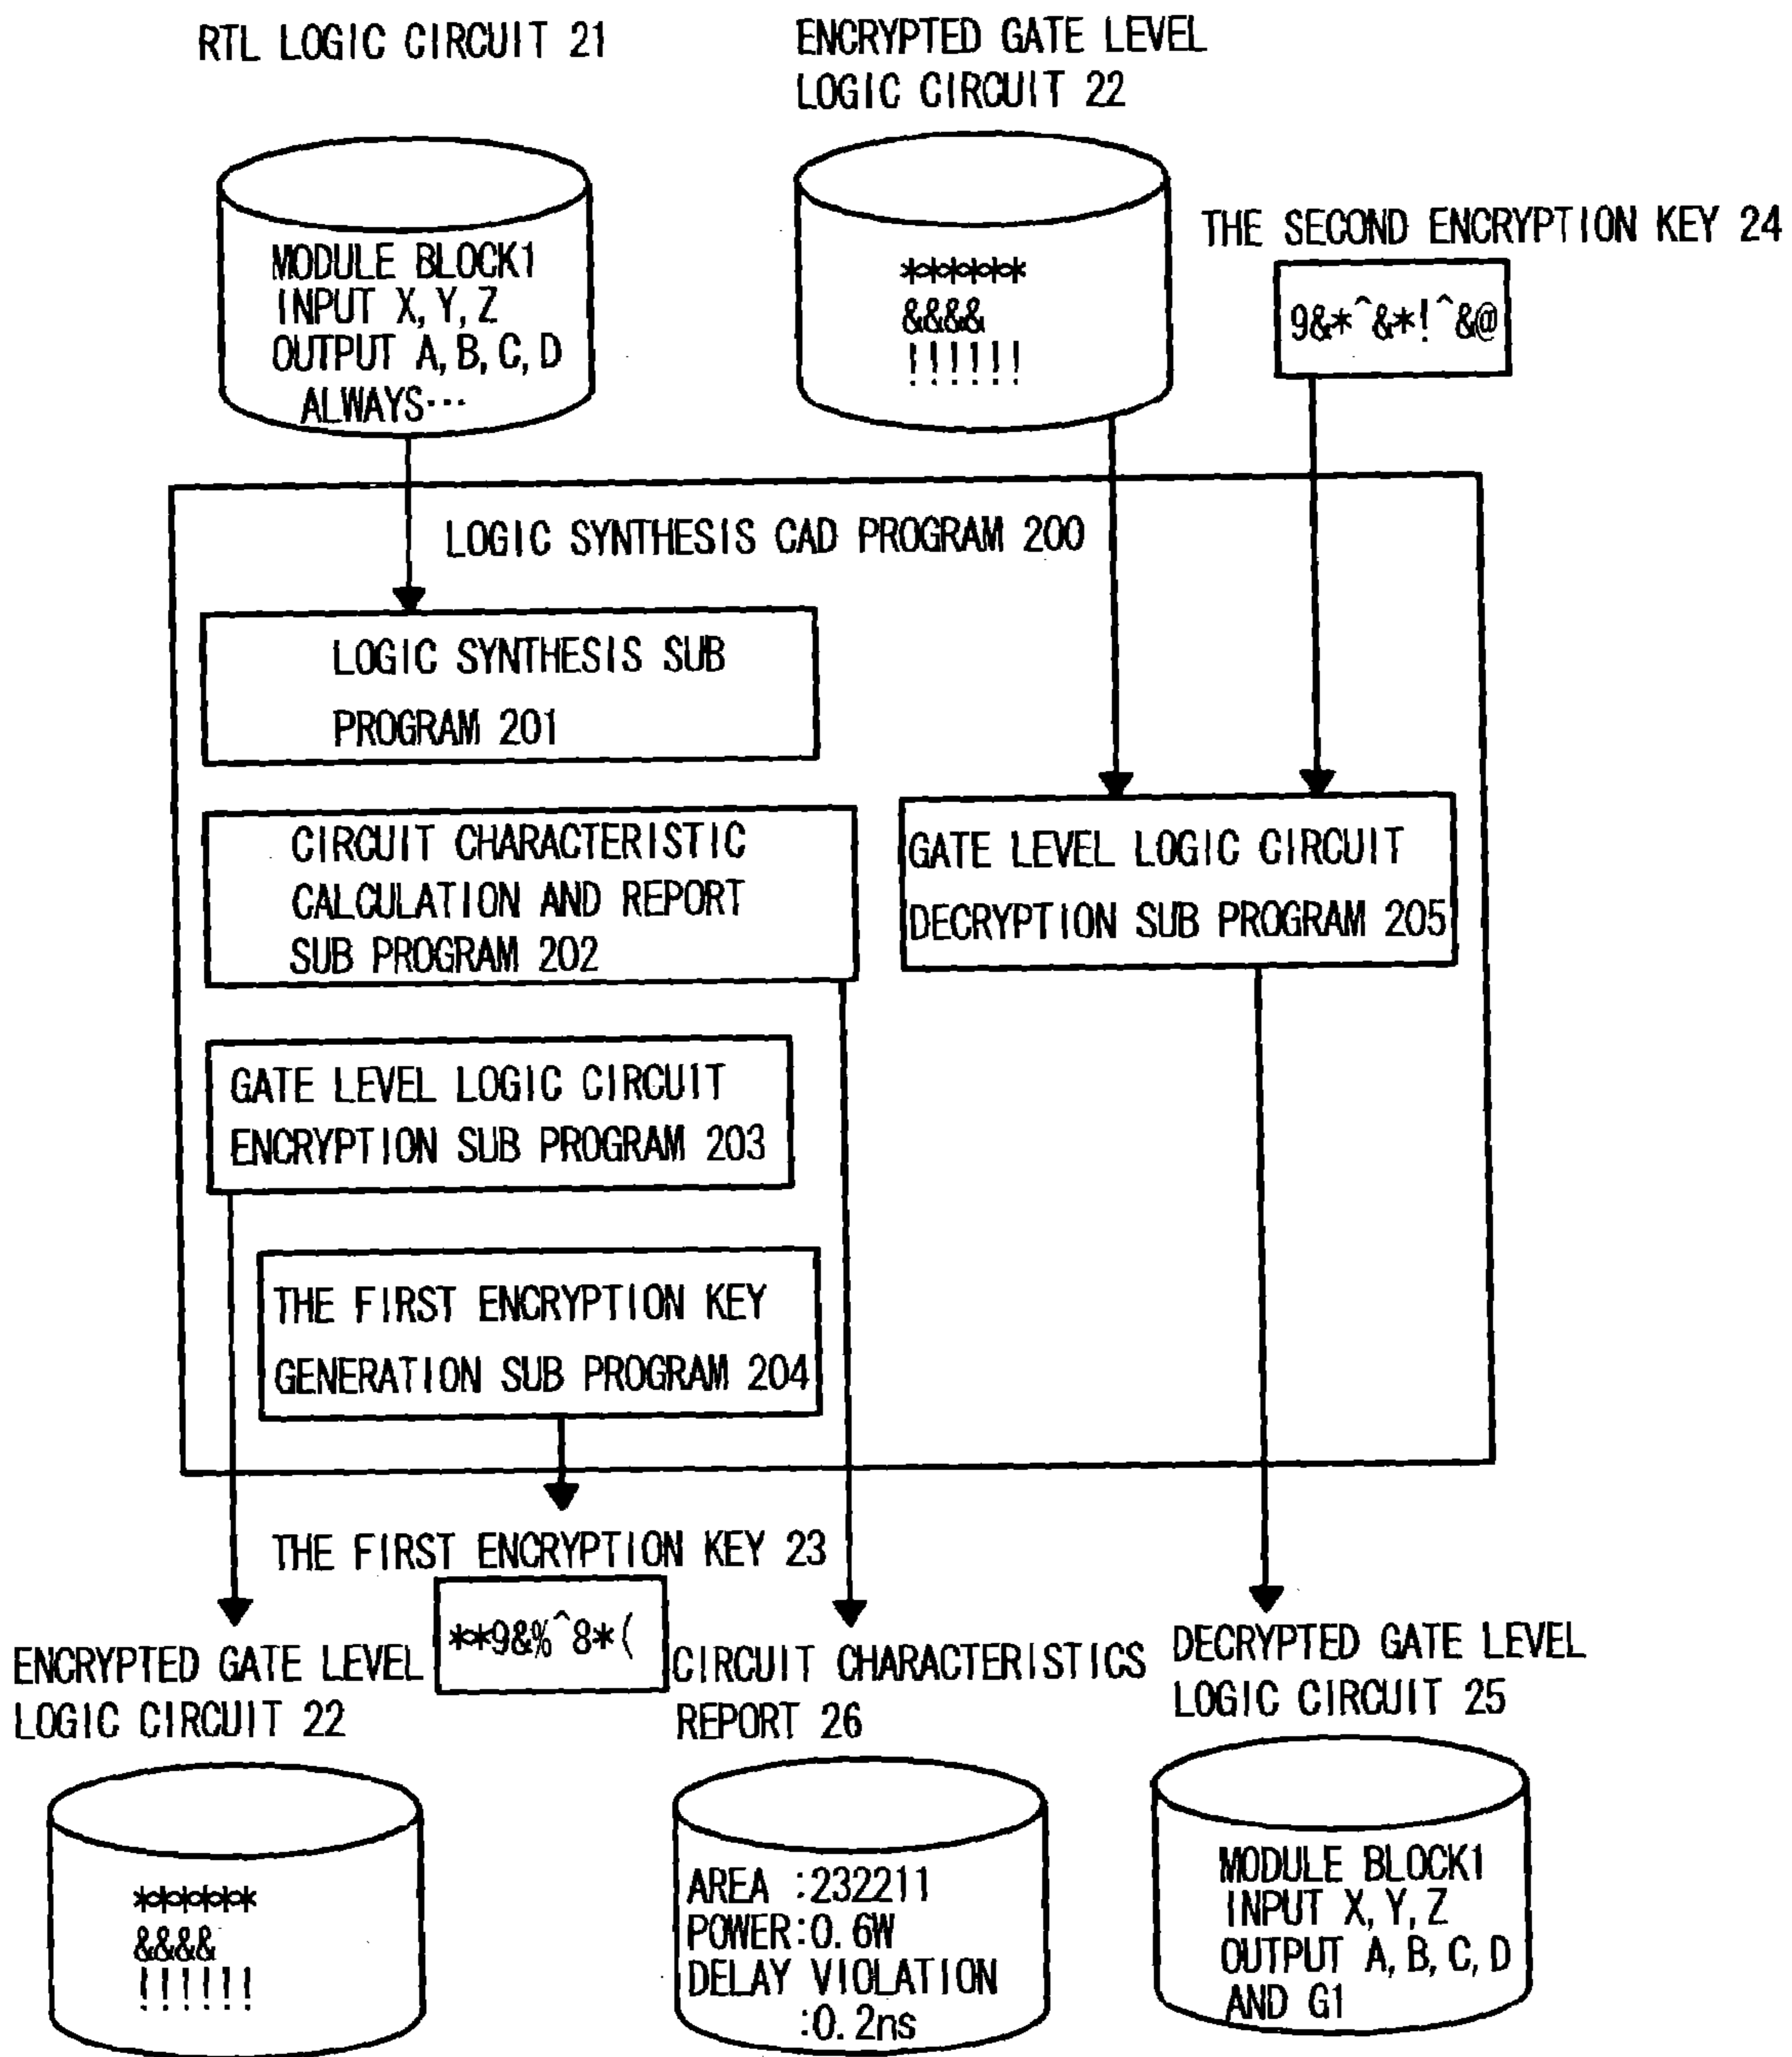 RTL LOGIC CIRCUIT 21
MODULE BLOCK1
INPUT X, Y, Z
OUTPUT A, B, C, D
ALWAYS···
ENCRYPTED GATE LEVEL
LOGIC CIRCUIT 22
******
&&&&
!!!!!!
THE SECOND ENCRYPTION KEY 24
9&*^&*!^&@
LOGIC SYNTHESIS CAD PROGRAM 200
LOGIC SYNTHESIS SUB
PROGRAM 201
CIRCUIT CHARACTERISTIC
CALCULATION AND REPORT
SUB PROGRAM 202
GATE LEVEL LOGIC CIRCUIT
DECRYPTION SUB PROGRAM 205
GATE LEVEL LOGIC CIRCUIT
ENCRYPTION SUB PROGRAM 203
THE FIRST ENCRYPTION KEY
GENERATION SUB PROGRAM 204
THE FIRST ENCRYPTION KEY 23
**9&%^8*(
ENCRYPTED GATE LEVEL
LOGIC CIRCUIT 22
******
&&&&
!!!!!!
CIRCUIT CHARACTERISTICS
REPORT 26
AREA :232211
POWER:0.6W
DELAY VIOLATION
:0.2ns
DECRYPTED GATE LEVEL
LOGIC CIRCUIT 25
MODULE BLOCK1
INPUT X, Y, Z
OUTPUT A, B, C, D
AND G1